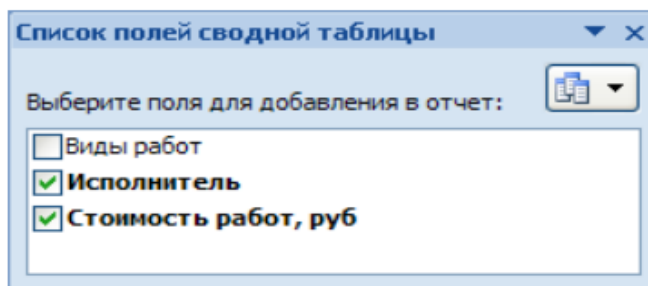 Список полей сводной таблицы
Выберите поля для добавления в отчет:
Виды работ
Исполнитель
Стоимость работ, руб